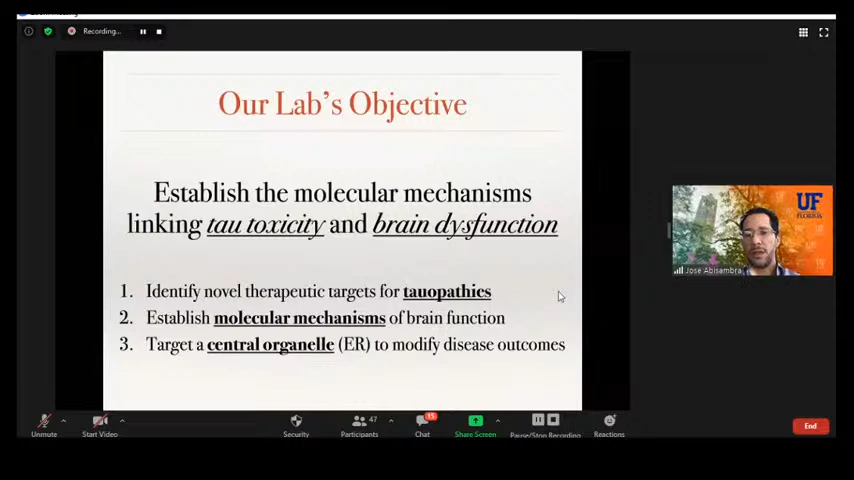 Recording...
Our Lab's Objective
Establish the molecular mechanisms
linking tau toxicity and brain dysfunction
1. Identify novel therapeutic targets for tauopathies
2. Establish molecular mechanisms of brain function
3. Target a central organelle (ER) to modify disease outcomes
UF
FLORIDA
Jose Abisambra
47
15
Unmute
Start Video
Security
Participants
Chat
Share Screen
Pause/Stop Recording
Reactions
End